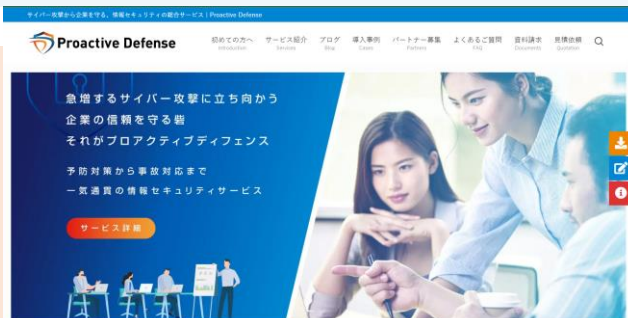 サイバー攻撃から企業を守る、情報セキュリティの総合サービス | Proactive Defense
Proactive Defense
初めての方へ サービス紹介 ブログ 導入事例 パートナー募集 よくあるご質問 資料請求 見積依頼
Introduction Services Blog Cases Partners FAQ Documents Quotation
急増するサイバー攻撃に立ち向かう
企業の信頼を守る砦
それがプロアクティブディフェンス
予防対策から事故対応まで
一気通貫の情報セキュリティサービス
サービス詳細